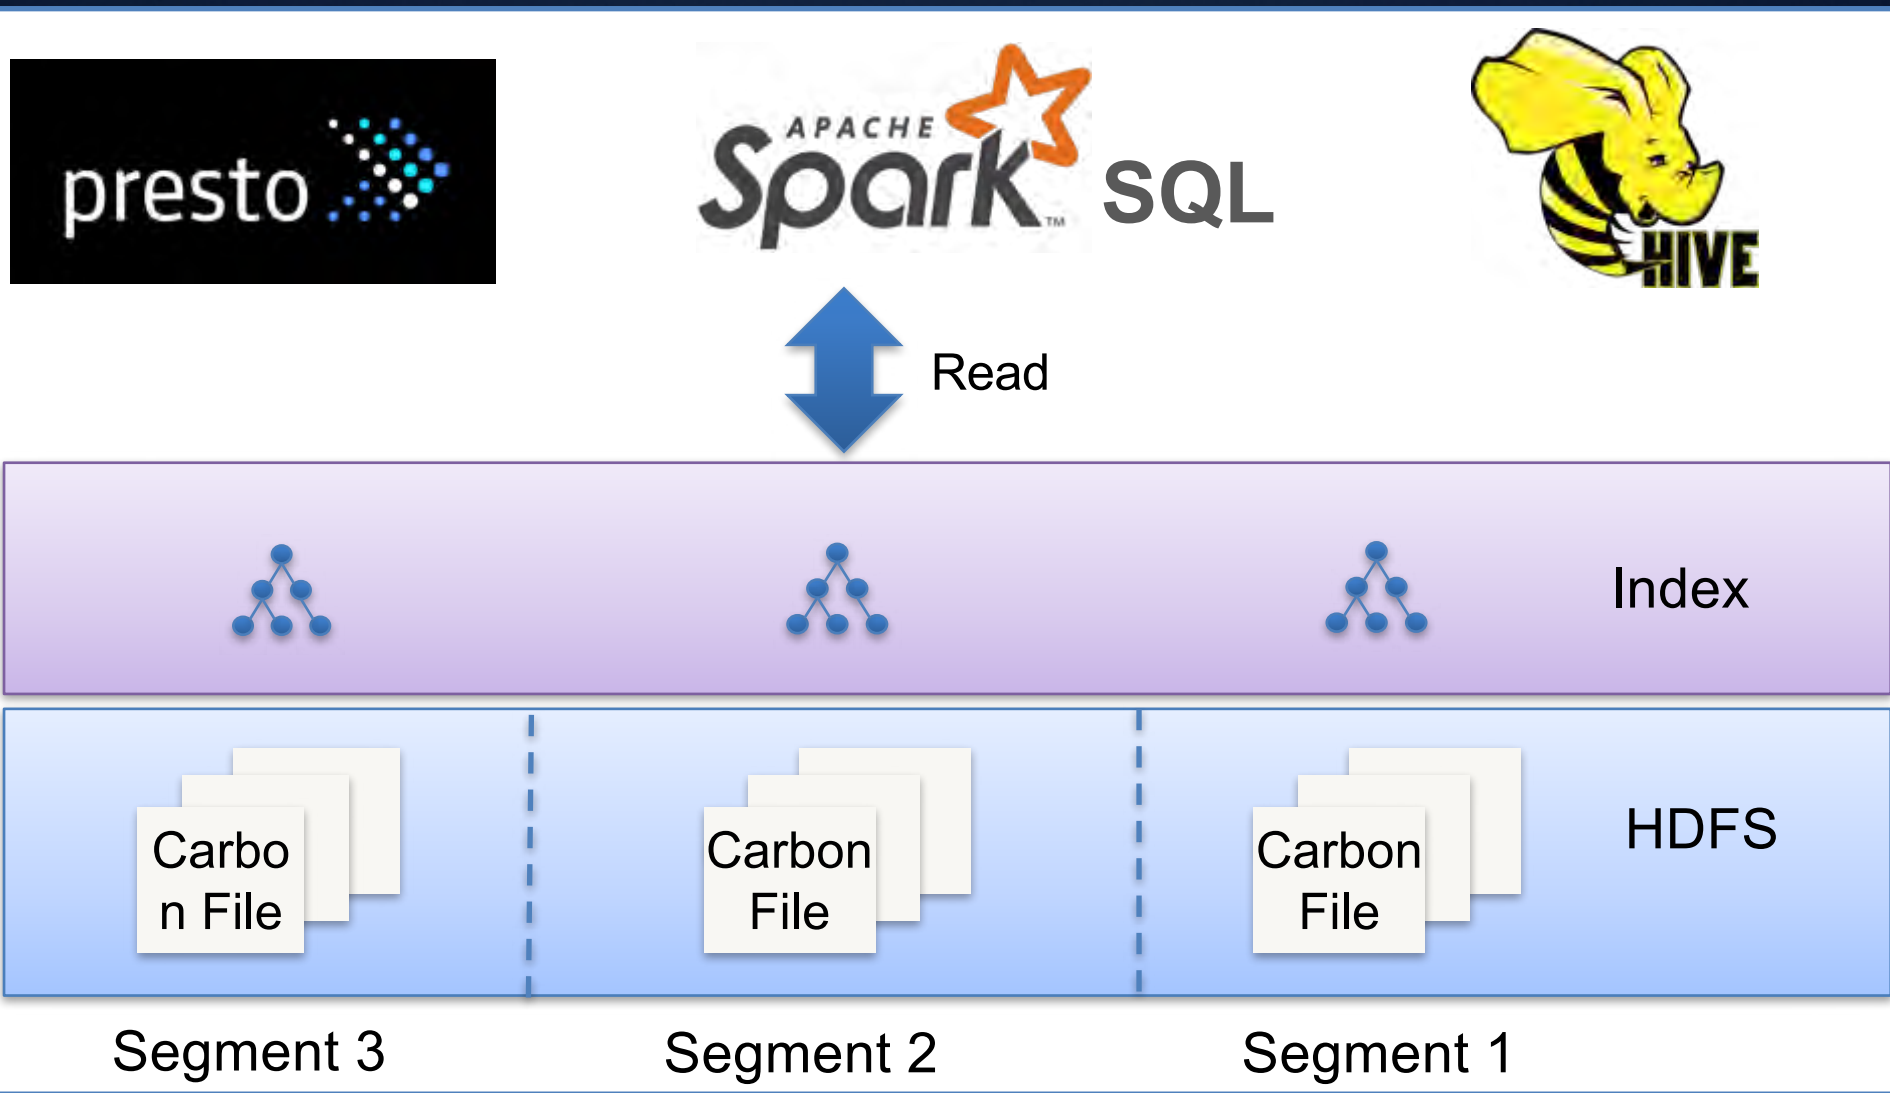 presto
APACHE
Spark™ SQL
HIVE
Read
Index
Carbo
n File
Carbon
File
Carbon
File
HDFS
Segment 3
Segment 2
Segment 1